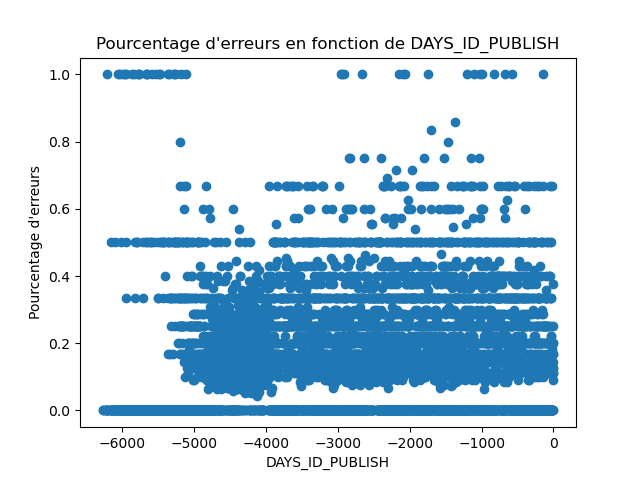 Pourcentage d'erreurs en fonction de DAYS_ID_PUBLISH
1.0
0.8
0.6
0.4
0.2
0.0
Pourcentage d'erreurs
−6000 −5000 −4000 −3000 −2000 −1000 0
DAYS_ID_PUBLISH